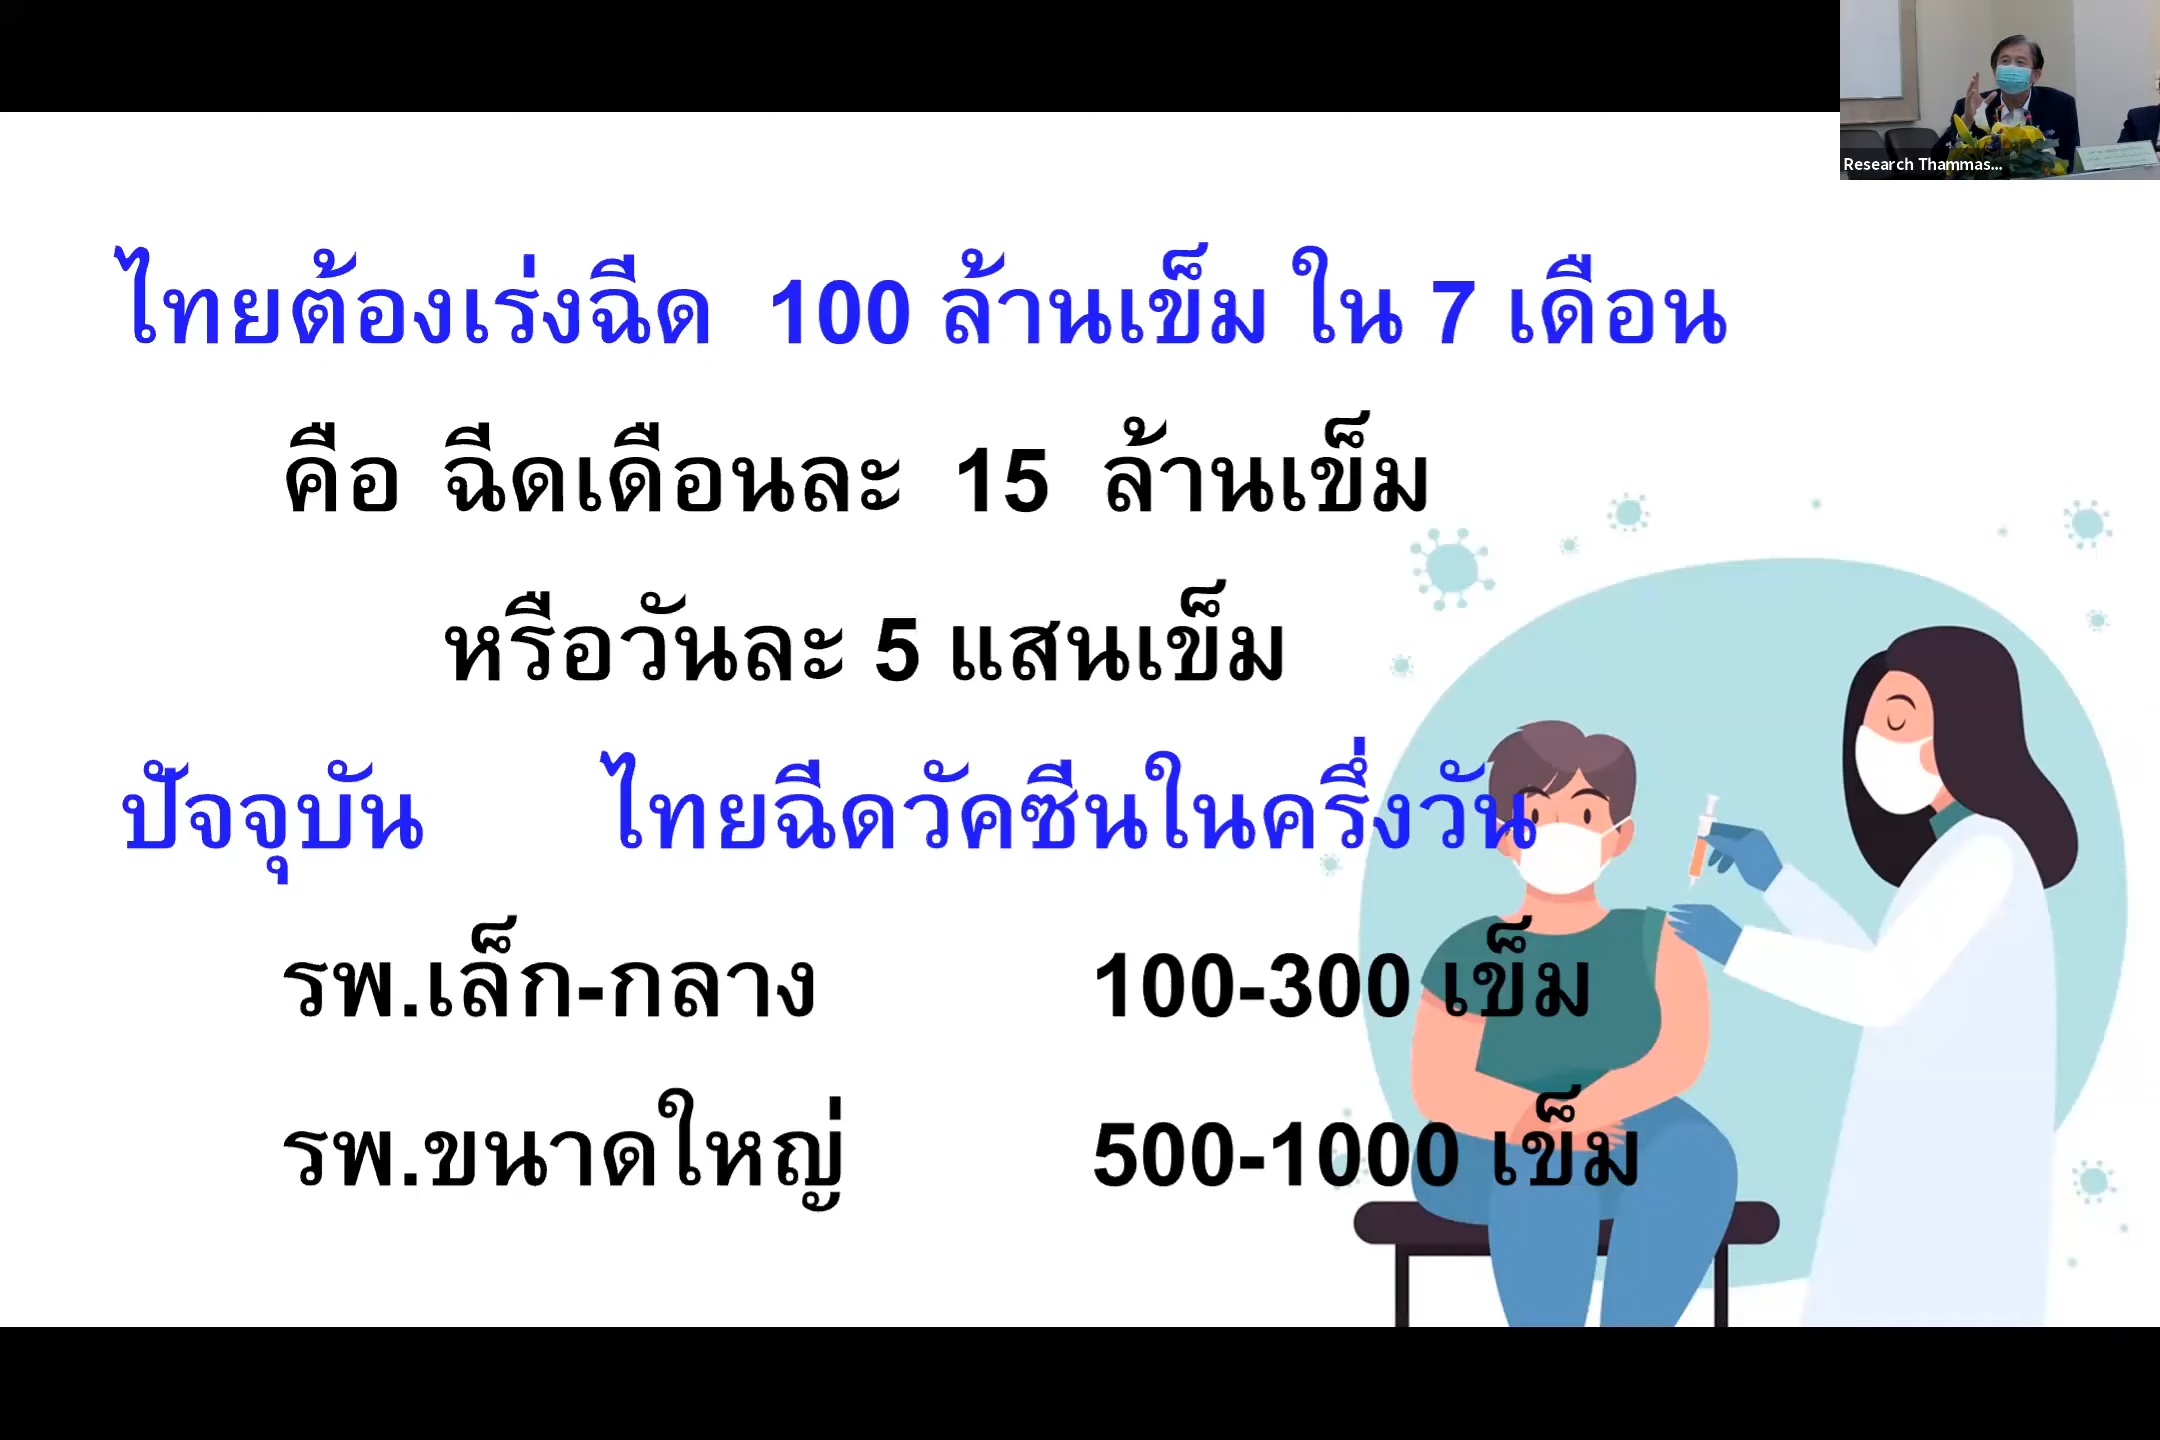 Research Thammas...
ไทยต้องเร่งฉีด 100 ล้านเข็ม ใน 7 เดือน
คือ ฉีดเดือนละ 15 ล้านเข็ม
หรือวันละ 5 แสนเข็ม
ปัจจุบัน ไทยฉีดวัคซีนในครึ่งวัน
รพ.เล็ก-กลาง 100-300 เข็ม
รพ.ขนาดใหญ่ 500-1000 เข็ม